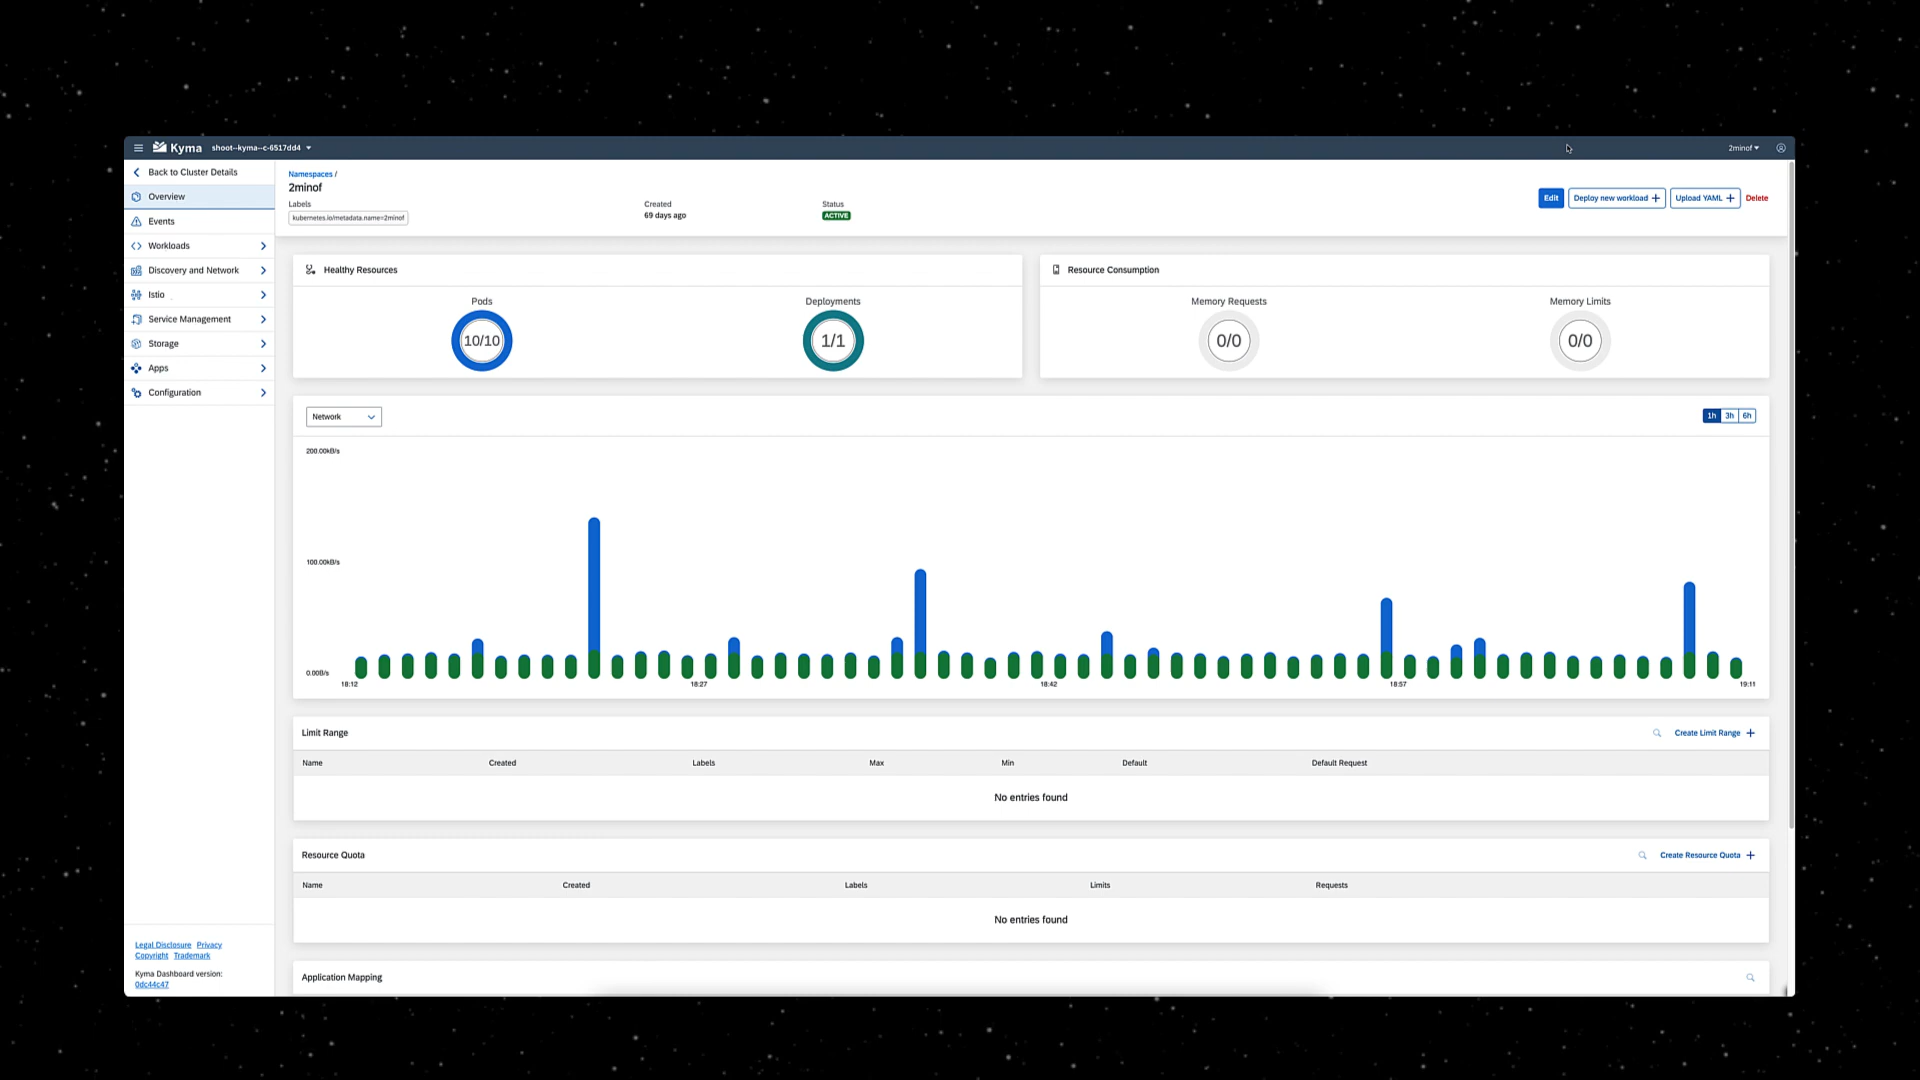 Kyma shoot--kyma--c-6517dd4 2minof
Back to Cluster Details
Overview
Events
Workloads
Discovery and Network
Istio
Service Management
Storage
Apps
Configuration
Legal Disclosure Privacy
Copyright Trademark
Kyma Dashboard version:
0dc44c47
Namespaces /
2minof
Labels Created Status
kubernetes.io/metadata.name=2minof 69 days ago ACTIVE
Edit Deploy new workload + Upload YAML + Delete
Healthy Resources
Pods Deployments
10/10 1/1
Resource Consumption
Memory Requests Memory Limits
0/0 0/0
Network 1h 3h 6h
200.00kB/s
100.00kB/s
0.00B/s
18:12 18:27 18:42 18:57 19:11
Limit Range Create Limit Range +
Name Created Labels Max Min Default Default Request
No entries found
Resource Quota Create Resource Quota +
Name Created Labels Limits Requests
No entries found
Application Mapping